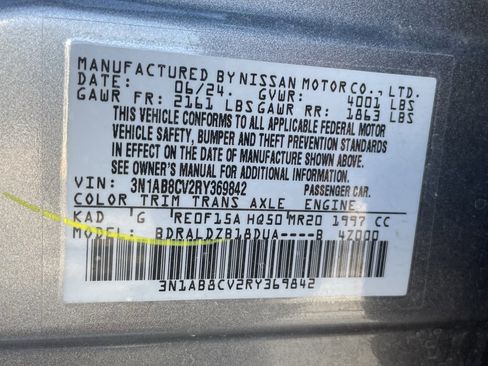 MANUFACTURED BY NISSAN MOTOR CO., LTD.
DATE: 06/24. GVWR: 4001 LBS
GAWR FR: 2161 LBS GAWR RR: 1863 LBS
THIS VEHICLE CONFORMS TO ALL APPLICABLE FEDERAL MOTOR
VEHICLE SAFETY, BUMPER AND THEFT PREVENTION STANDARDS
IN EFFECT ON THE DATE OF MANUFACTURE SHOWN ABOVE.
SEE OWNER'S MANUAL FOR ADDITIONAL INFORMATION.
VIN: 3N1AB8CV2RY369842 PASSENGER CAR.
COLOR TRIM TRANS AXLE ENGINE
KAD G RE0F15A HQ50 MR20 1997 CC
MDL: BDRALDZB18DUA----B 4Z000
3N1AB8CV2RY369842